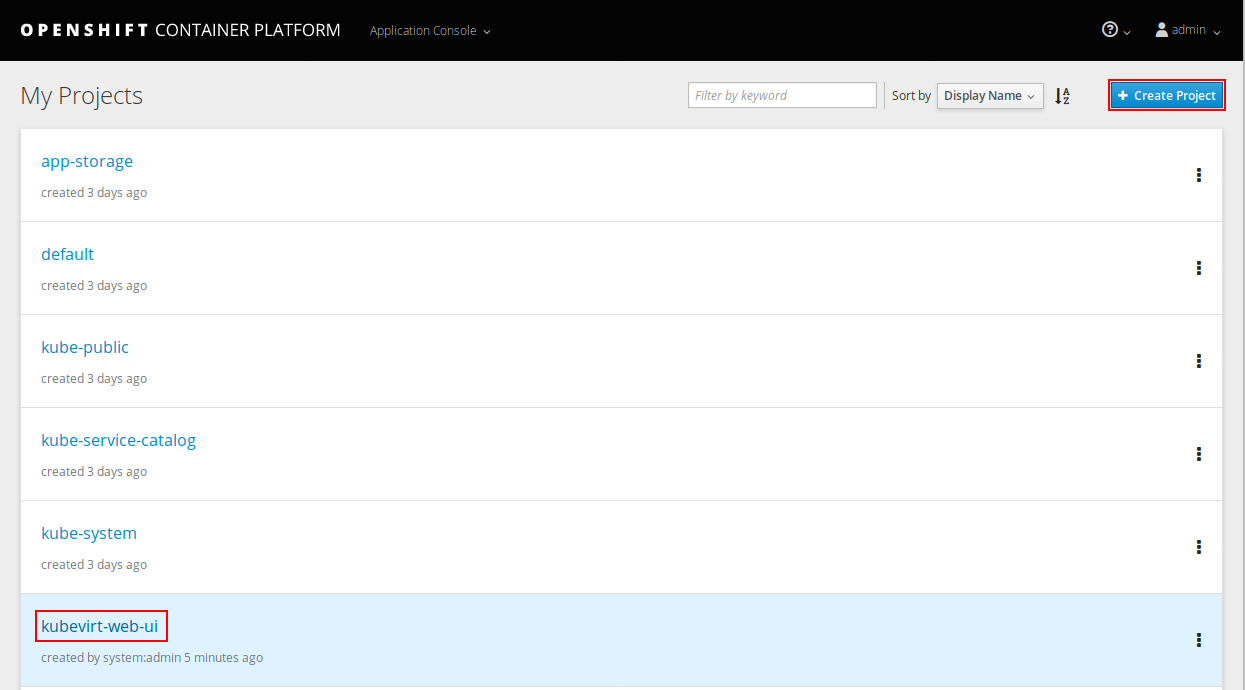 OPENSHIFT CONTAINER PLATFORM Application Console admin
My Projects Filter by keyword Sort by Display Name Create Project
app-storage
created 3 days ago
default
created 3 days ago
kube-public
created 3 days ago
kube-service-catalog
created 3 days ago
kube-system
created 3 days ago
kubevirt-web-ui
created by system:admin 5 minutes ago